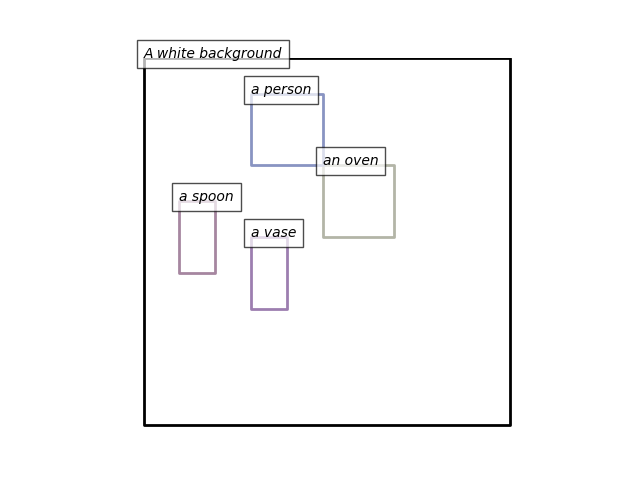 A white background
a person
an oven
a spoon
a vase